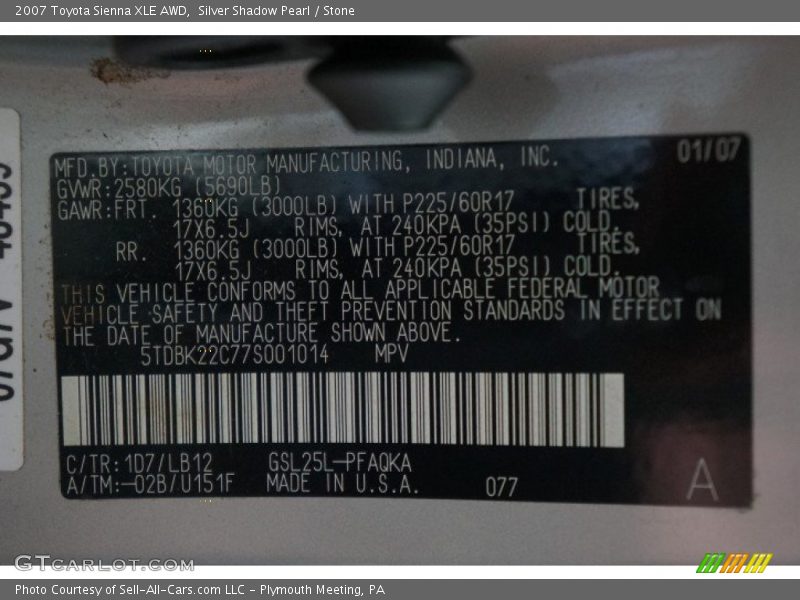 2007 Toyota Sienna XLE AWD,  Silver Shadow Pearl / Stone
MFD.BY:TOYOTA MOTOR MANUFACTURING, INDIANA, INC. 01/07
GVWR:2580KG (5690LB)
GAWR:FRT. 1360KG (3000LB) WITH P225/60R17 TIRES,
17X6.5J RIMS, AT 240KPA (35PSI) COLD.
RR. 1360KG (3000LB) WITH P225/60R17 TIRES,
17X6.5J RIMS, AT 240KPA (35PSI) COLD.
THIS VEHICLE CONFORMS TO ALL APPLICABLE FEDERAL MOTOR
VEHICLE SAFETY AND THEFT PREVENTION STANDARDS IN EFFECT ON
THE DATE OF MANUFACTURE SHOWN ABOVE.
5TDBK22C77S001014 MPV
C/TR:1D7/LB12 GSL25L-PFAQKA
A/TM:-02B/U151F MADE IN U.S.A. 077 A
GTCARLOT.COM
Photo Courtesy of Sell-All-Cars.com LLC - Plymouth Meeting, PA